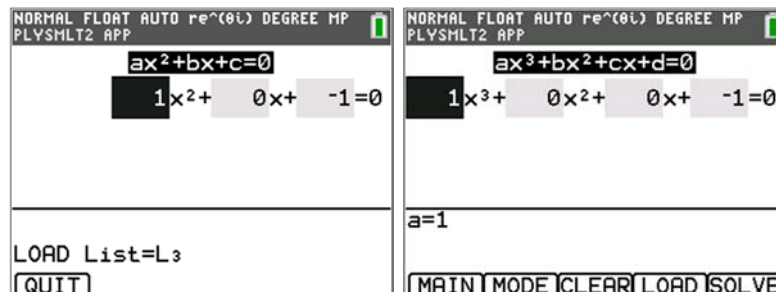 NORMAL FLOAT AUTO re^(θi) DEGREE MP
PLYSMLT2 APP
ax²+bx+c=0
1x²+ 0x+ -1=0
LOAD List=L₃
QUIT
NORMAL FLOAT AUTO re^(θi) DEGREE MP
PLYSMLT2 APP
ax³+bx²+cx+d=0
1x³+ 0x²+ 0x+ -1=0
a=1
MAIN MODE CLEAR LOAD SOLVE